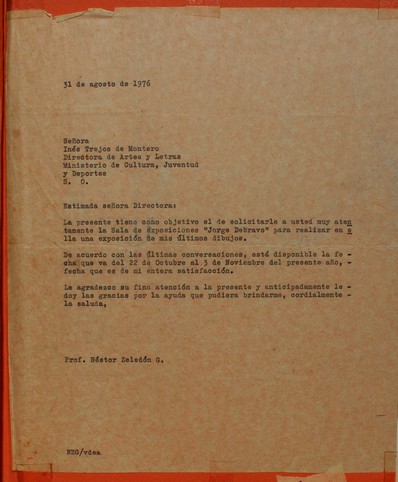 31 de agosto de 1976
Señora
Inés Trejos de Montero
Directora de Artes y Letras
Ministerio de Cultura, Juventud
y Deportes
S. O.
Estimada señora Directora:
La presente tiene como objetivo el de solicitarle a usted muy aten
tamente la Sala de Exposiciones "Jorge Debravo" para realizar en e
lla una exposición de mis últimos dibujos.
De acuerdo con las últimas conversaciones, está disponible la fe -
cha que va del 22 de Octubre al 3 de Noviembre del presente año, -
fecha que es de mi entera satisfacción.
Le agradezco su fina atención a la presente y anticipadamente le -
doy las gracias por la ayuda que pudiera brindarme, cordialmente -
la saluda,
Prof. Néstor Zeledón G.
NZG/vdea